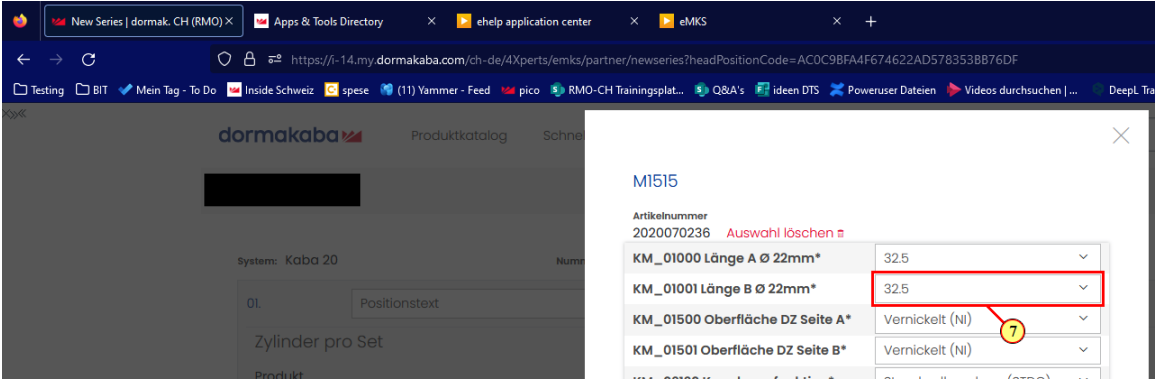 New Series | dormak. CH (RMO)
Apps & Tools Directory
ehelp application center
eMKS
https://i-14.my.dormakaba.com/ch-de/4Xperts/emks/partner/newseries?headPositionCode=AC0C9BFA4F674622AD578353BB76DF
Testing BIT Mein Tag - To Do Inside Schweiz spese (11) Yammer - Feed pico RMO-CH Trainingsplat... Q&A's ideen DTS Poweruser Dateien Videos durchsuchen | ... DeepL Tra
dormakaba Produktkatalog Schne
M1515
Artikelnummer
2020070236 Auswahl löschen
System: Kaba 20 Numm
KM_01000 Länge A Ø 22mm* 32.5
KM_01001 Länge B Ø 22mm* 32.5
01. Positionstext
KM_01500 Oberfläche DZ Seite A* Vernickelt (NI)
7
Zylinder pro Set
KM_01501 Oberfläche DZ Seite B* Vernickelt (NI)
Produkt